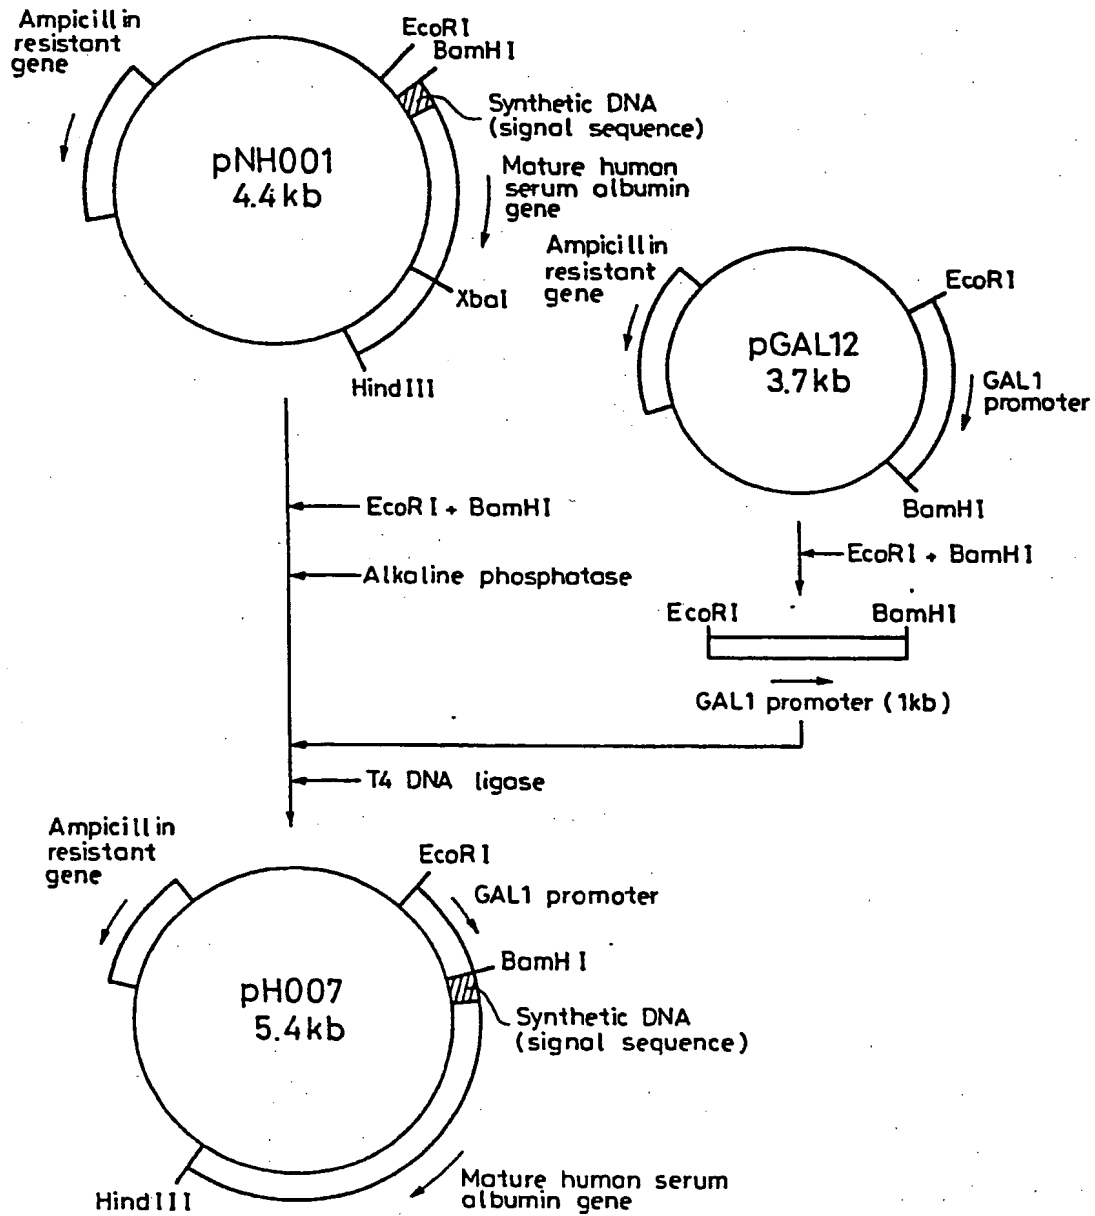 Ampicillin
resistant
gene
EcoRI
BamHI
Synthetic DNA
(signal sequence)
pNH001
4.4kb
Mature human
serum albumin
gene
XbaI
HindIII
Ampicillin
resistant
gene
EcoRI
pGAL12
3.7kb
GAL1
promoter
BamHI
EcoRI + BamHI
Alkaline phosphatase
EcoRI + BamHI
EcoRI
BamHI
GAL1 promoter (1kb)
T4 DNA ligase
Ampicillin
resistant
gene
EcoRI
GAL1 promoter
BamHI
pH007
5.4kb
Synthetic DNA
(signal sequence)
HindIII
Mature human serum
albumin gene